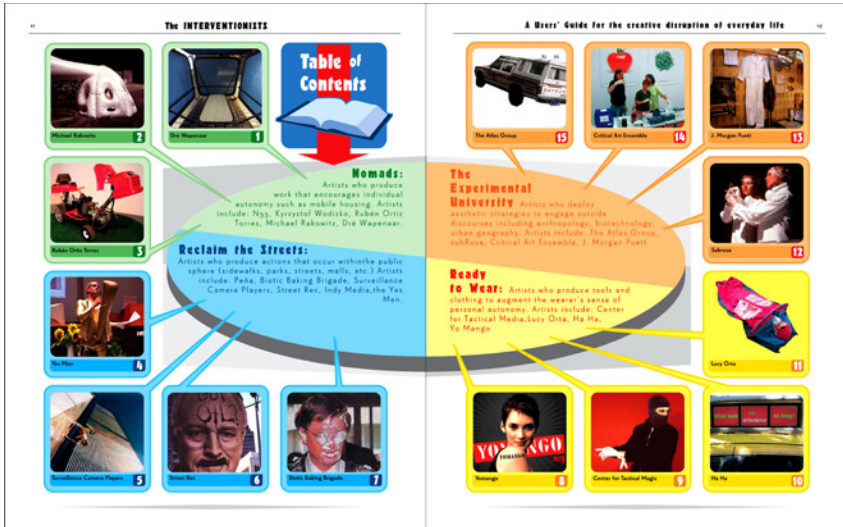 The INTERVENTIONISTS
A Users' Guide for the creative disruption of everyday life
Table of
Contents
Michael Rakowitz 2
Dré Wapenaar 1
Rubén Ortiz Torres 3
Yes Men 4
Surveillance Camera Players 5
Street Rec 6
Biotic Baking Brigade 7
Nomads:
Artists who produce
work that encourages individual
autonomy such as mobile housing. Artists
include: N55, Kyrzystof Wodizko, Rubén Ortiz
Torres, Michael Rakowitz, Dré Wapenaar.
Reclaim the Streets:
Artists who produce actions that occur withinthe public
sphere (sidewalks, parks, streets, malls, etc.) Artists
include: Peña, Biotic Baking Brigade, Surveillance
Camera Players, Street Rec, Indy Media,the Yes
Men.
The
Experimental
University Artists who deploy
aesthetic strategies to engage outside
discourses including anthropology, biotechnology,
urban geography. Artists include: The Atlas Group,
subRosa, Critical Art Ensemble, J. Morgan Puett
Ready
to Wear: Artists who produce tools and
clothing to augment the wearer's sense of
personal autonomy. Artists include: Center
for Tactical Media,Lucy Orta, Ha Ha,
Yo Mango
The Atlas Group 15
Critical Art Ensemble 14
J. Morgan Puett 13
Subrosa 12
Lucy Orta 11
OIL!
YOMANGO
YOMANGO
.org
ambulance
Yomango 8
Center for Tactical Magic 9
Ha Ha 10